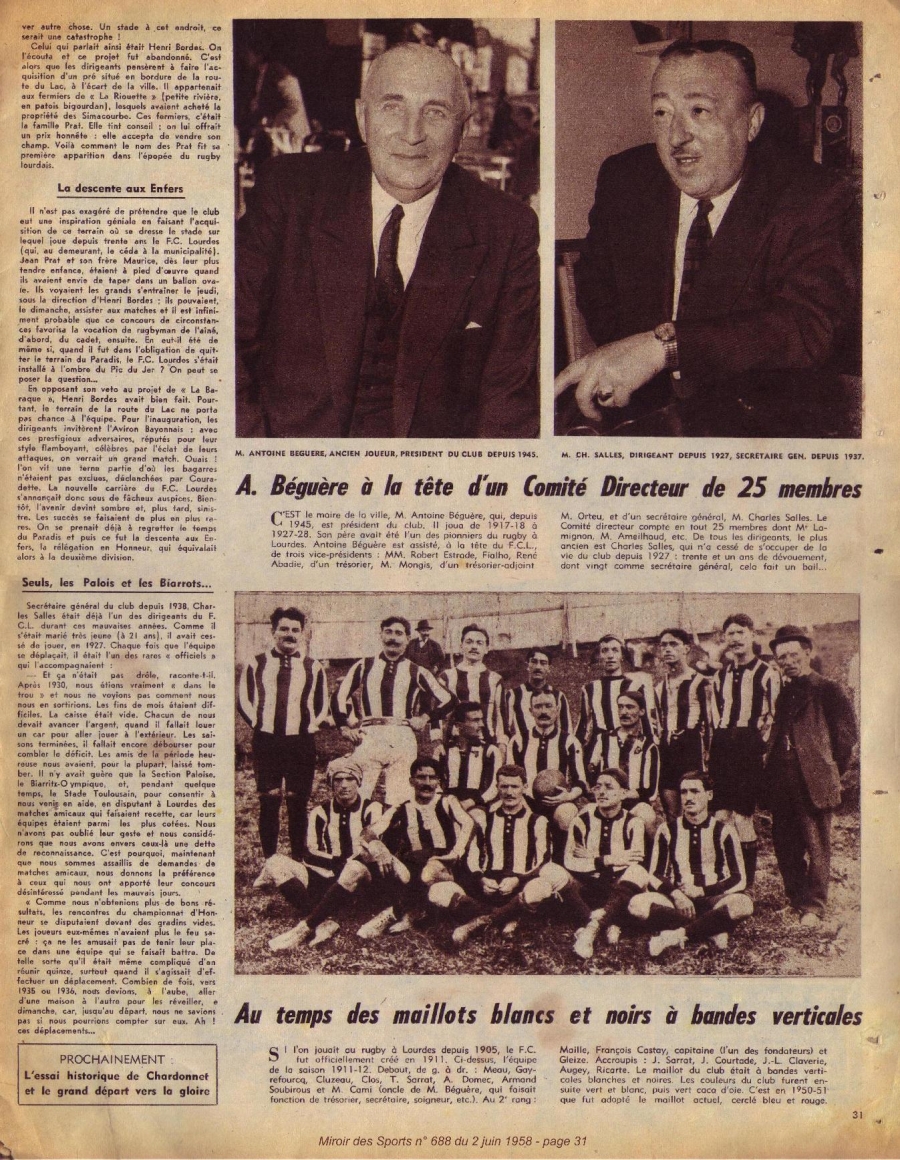 ver autre chose. Un stade à cet endroit, ce
serait une catastrophe !
Celui qui parlait ainsi était Henri Bordes. On
l'écouta et ce projet fut abandonné. C'est
alors que les dirigeants pensèrent à faire l'ac-
quisition d'un pré situé en bordure de la rou-
te du Lac, à l'écart de la ville. Il appartenait
aux fermiers de « La Riouette » (petite rivière,
en patois bigourdan), lesquels avaient acheté la
propriété des Simacourbe. Ces fermiers, c'était
la famille Prat. Elle tint conseil ; on lui offrait
un prix honnête : elle accepta de vendre son
champ. Voilà comment le nom des Prat fit sa
première apparition dans l'épopée du rugby
lourdais.
La descente aux Enfers
Il n'est pas exagéré de prétendre que le club
eut une inspiration géniale en faisant l'acqui-
sition de ce terrain où se dresse le stade sur
lequel joue depuis trente ans le F.C. Lourdes
(qui, au demeurant, le céda à la municipalité).
Jean Prat et son frère Maurice, dès leur plus
tendre enfance, étaient à pied d'œuvre quand
ils avaient envie de taper dans un ballon ova-
le. Ils voyaient les grands s'entraîner le jeudi,
sous la direction d'Henri Bordes ; ils pouvaient,
le dimanche, assister aux matches et il est infini-
ment probable que ce concours de circonstan-
ces favorisa la vocation de rugbyman de l'aîné,
d'abord, du cadet, ensuite. En eut-il été de
même si, quand il fut dans l'obligation de quit-
ter le terrain du Paradis, le F.C. Lourdes s'était
installé à l'ombre du Pic du Jer ? On peut se
poser la question...
En opposant son veto au projet de « La Ba-
raque », Henri Bordes avait bien fait. Pour-
tant, le terrain de la route du Lac ne porta
pas chance à l'équipe. Pour l'inauguration, les
dirigeants invitèrent l'Aviron Bayonnais : avec
ces prestigieux adversaires, réputés pour leur
style flamboyant, célèbres par l'éclat de leurs
attaques, on verrait un grand match. Ouais !
l'on vit une terne partie d'où les bagarres
n'étaient pas exclues, déclanchées par Coura-
dette. La nouvelle carrière du F.C. Lourdes
s'annonçait donc sous de fâcheux auspices. Bien-
tôt, l'avenir devint sombre et, plus tard, sinis-
tre. Les succès se faisaient de plus en plus ra-
res. On se prenait déjà à regretter le temps
du Paradis et puis ce fut la descente aux En-
fers, la rélégation en Honneur, qui équivalait
alors à la deuxième division.
Seuls, les Palois et les Biarrots...
Secrétaire général du club depuis 1938, Char-
les Salles était déjà l'un des dirigeants du F.
C.L. durant ces mauvaises années. Comme il
s'était marié très jeune (à 21 ans), il avait ces-
sé de jouer, en 1927. Chaque fois que l'équipe
se déplaçait, il était l'un des rares « officiels »
qui l'accompagnaient :
— Et ça n'était pas drôle, raconte-t-il.
Après 1930, nous étions vraiment « dans le
trou » et nous ne voyions pas comment nous
nous en sortirions. Les fins de mois étaient dif-
ficiles. La caisse était vide. Chacun de nous
devait avancer l'argent, quand il fallait louer
un car pour aller jouer à l'extérieur. Les sai-
sons terminées, il fallait encore débourser pour
combler le déficit. Les amis de la période heu-
reuse nous avaient, pour la plupart, laissé tom-
ber. Il n'y avait guère que la Section Paloise,
le Biarritz-Olympique, et, pendant quelque
temps, le Stade Toulousain, pour consentir à
nous venir en aide, en disputant à Lourdes des
matches amicaux qui faisaient recette, car leurs
équipes étaient parmi les plus cotées. Nous
n'avons pas oublié leur geste et nous considé-
rons que nous avons envers ceux-là une dette
de reconnaissance. C'est pourquoi, maintenant
que nous sommes assaillis de demandes de
matches amicaux, nous donnons la préférence
à ceux qui nous ont apporté leur concours
désintéressé pendant les mauvais jours.
« Comme nous n'obtenions plus de bons ré-
sultats, les rencontres du championnat d'Hon-
neur se disputaient devant des gradins vides.
Les joueurs eux-mêmes n'avaient plus le feu sa-
cré : ça ne les amusait pas de tenir leur pla-
ce dans une équipe qui se faisait battre. De
telle sorte qu'il était même compliqué d'en
réunir quinze, surtout quand il s'agissait d'ef-
fectuer un déplacement. Combien de fois, vers
1935 ou 1936, nous devions, à l'aube, aller
d'une maison à l'autre pour les réveiller, e
dimanche, car, jusqu'au départ, nous ne savions
pas si nous pourrions compter sur eux. Ah !
ces déplacements...
PROCHAINEMENT :
L'essai historique de Chardonnet
et le grand départ vers la gloire
M. ANTOINE BEGUERE, ANCIEN JOUEUR, PRESIDENT DU CLUB DEPUIS 1945.
M. CH. SALLES, DIRIGEANT DEPUIS 1927, SECRETAIRE GEN. DEPUIS 1937.
A. Béguère à la tête d'un Comité Directeur de 25 membres
C'EST le maire de la ville, M. Antoine Béguère, qui, depuis
1945, est président du club. Il joua de 1917-18 à
1927-28. Son père avait été l'un des pionniers du rugby à
Lourdes. Antoine Béguère est assisté, à la tête du F.C.L.,
de trois vice-présidents : MM. Robert Estrade, Fialho, René
Abadie, d'un trésorier, M. Mongis, d'un trésorier-adjoint
M. Orteu, et d'un secrétaire général, M. Charles Salles. Le
Comité directeur compte en tout 25 membres dont Me La-
mignon, M. Ameilhoud, etc. De tous les dirigeants, le plus
ancien est Charles Salles, qui n'a cessé de s'occuper de la
vie du club depuis 1927 : trente et un ans de dévouement,
dont vingt comme secrétaire général, cela fait un bail...
Au temps des maillots blancs et noirs à bandes verticales
SI l'on jouait au rugby à Lourdes depuis 1905, le F.C.
fut officiellement créé en 1911. Ci-dessus, l'équipe
de la saison 1911-12. Debout, de g. à dr. : Meau, Gay-
refourcq, Cluzeau, Clos, T. Sarrat, A. Domec, Armand
Soubirous et M. Cami (oncle de M. Béguère, qui faisait
fonction de trésorier, secrétaire, soigneur, etc.). Au 2e rang :
Maille, François Castay, capitaine (l'un des fondateurs) et
Gleize. Accroupis : J. Sarrat, J. Courtade, J.-L. Claverie,
Augey, Ricarte. Le maillot du club était à bandes verti-
cales blanches et noires. Les couleurs du club furent en-
suite vert et blanc, puis vert caca d'oie. C'est en 1950-51
que fut adopté le maillot actuel, cerclé bleu et rouge.
31
Miroir des Sports n° 688 du 2 juin 1958 - page 31